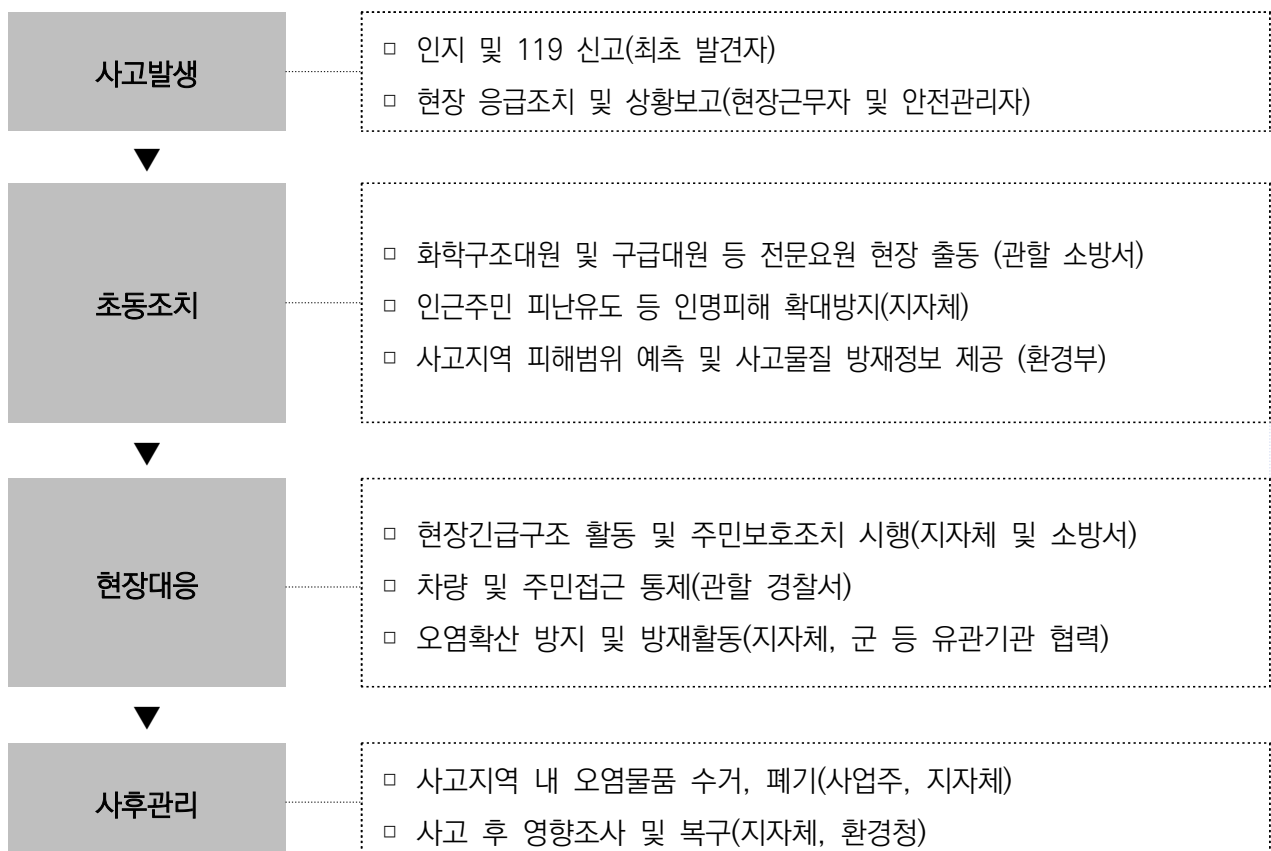 사고발생
□ 인지 및 119 신고(최초 발견자)
□ 현장 응급조치 및 상황보고(현장근무자 및 안전관리자)
▼
초동조치
□ 화학구조대원 및 구급대원 등 전문요원 현장 출동 (관할 소방서)
□ 인근주민 피난유도 등 인명피해 확대방지(지자체)
□ 사고지역 피해범위 예측 및 사고물질 방재정보 제공 (환경부)
▼
현장대응
□ 현장긴급구조 활동 및 주민보호조치 시행(지자체 및 소방서)
□ 차량 및 주민접근 통제(관할 경찰서)
□ 오염확산 방지 및 방재활동(지자체, 군 등 유관기관 협력)
▼
사후관리
□ 사고지역 내 오염물품 수거, 폐기(사업주, 지자체)
□ 사고 후 영향조사 및 복구(지자체, 환경청)